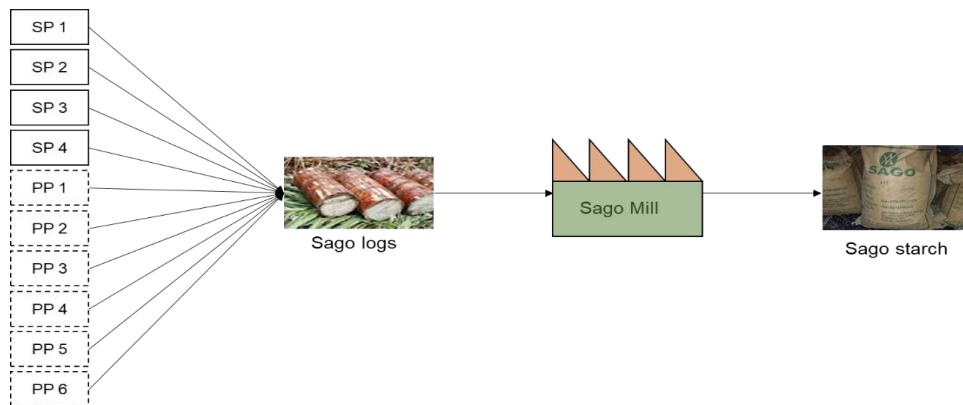 SP 1
SP 2
SP 3
SP 4
PP 1
PP 2
PP 3
PP 4
PP 5
PP 6
Sago logs
Sago Mill
SAGO
Sago starch